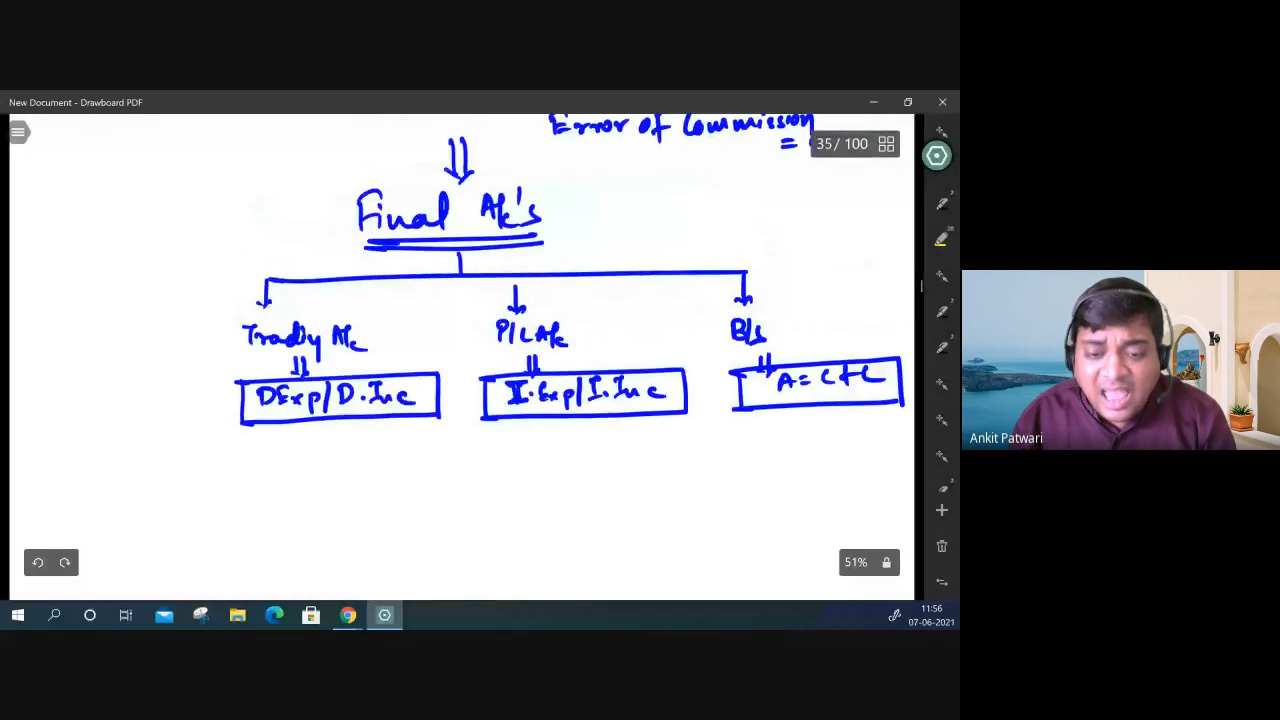 New Document - Drawboard PDF
Error of Commission
=
35 / 100
Final A/c's
Trading A/c
P/L A/c
B/s
D Exp/D.Inc
I.Exp/I.Inc
A = C + L
Ankit Patwari
51%
11:56
07-06-2021